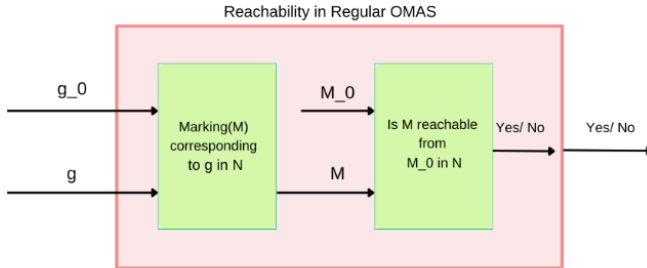 Reachability in Regular OMAS
g_0
g
Marking(M)
corresponding
to g in N
M_0
M
Is M reachable
from
M_0 in N
Yes/ No
Yes/ No